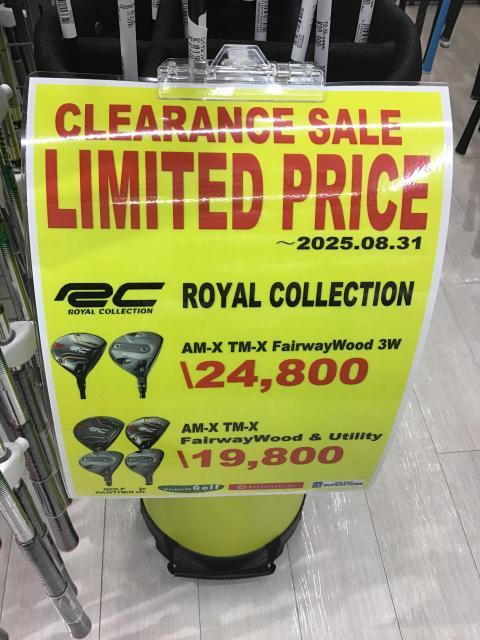 CLEARANCE SALE
LIMITED PRICE
～2025.08.31
RC
ROYAL COLLECTION
ROYAL COLLECTION
AM-X TM-X FairwayWood 3W
\24,800
AM-X TM-X
FairwayWood & Utility
\19,800
GOLF
PARTNER
Victoria Golf
SUPERSTORE